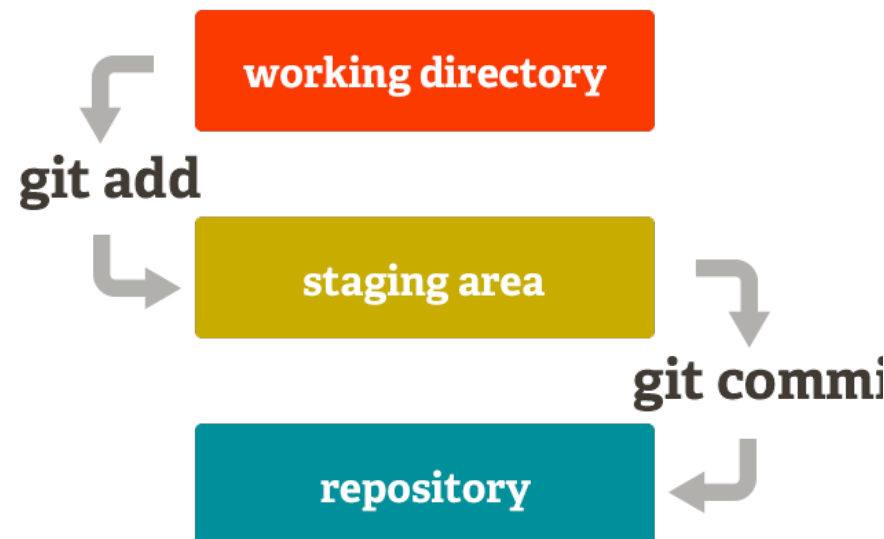 working directory
git add
staging area
git commi
repository